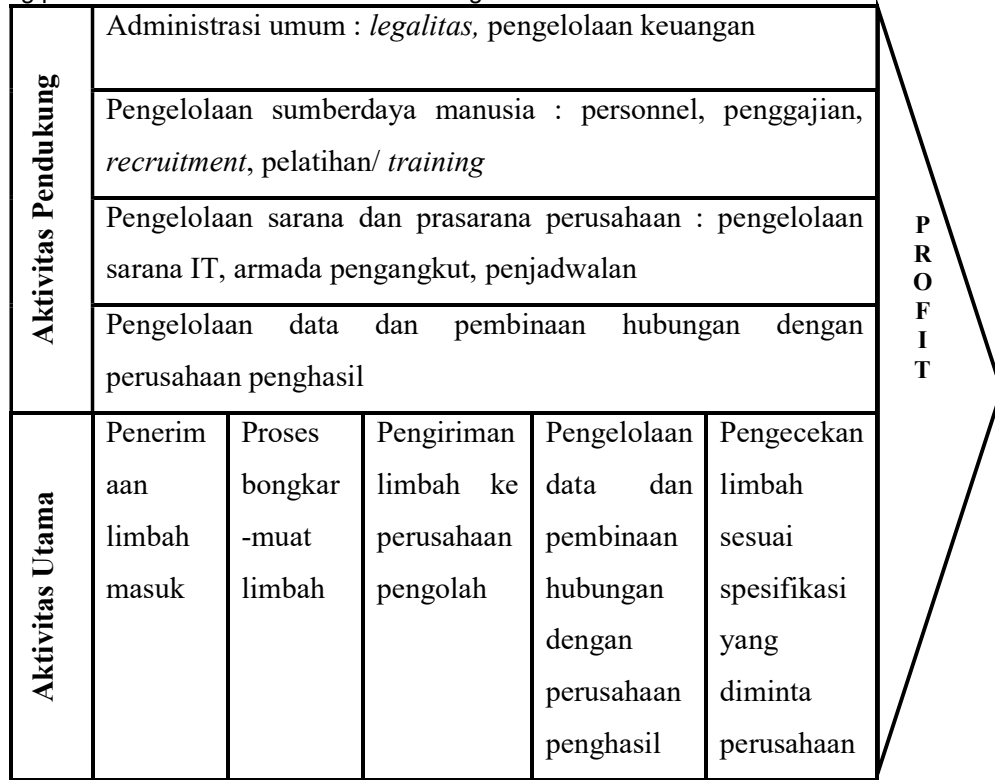 Aktivitas Pendukung
Administrasi umum : legalitas, pengelolaan keuangan
Pengelolaan sumberdaya manusia : personnel, penggajian,
recruitment, pelatihan/ training
Pengelolaan sarana dan prasarana perusahaan : pengelolaan
sarana IT, armada pengangkut, penjadwalan
Pengelolaan data dan pembinaan hubungan dengan
perusahaan penghasil
Aktivitas Utama
Penerim
aan
limbah
masuk
Proses
bongkar
-muat
limbah
Pengiriman
limbah ke
perusahaan
pengolah
Pengelolaan
data dan
pembinaan
hubungan
dengan
perusahaan
penghasil
Pengecekan
limbah
sesuai
spesifikasi
yang
diminta
perusahaan
P
R
O
F
I
T